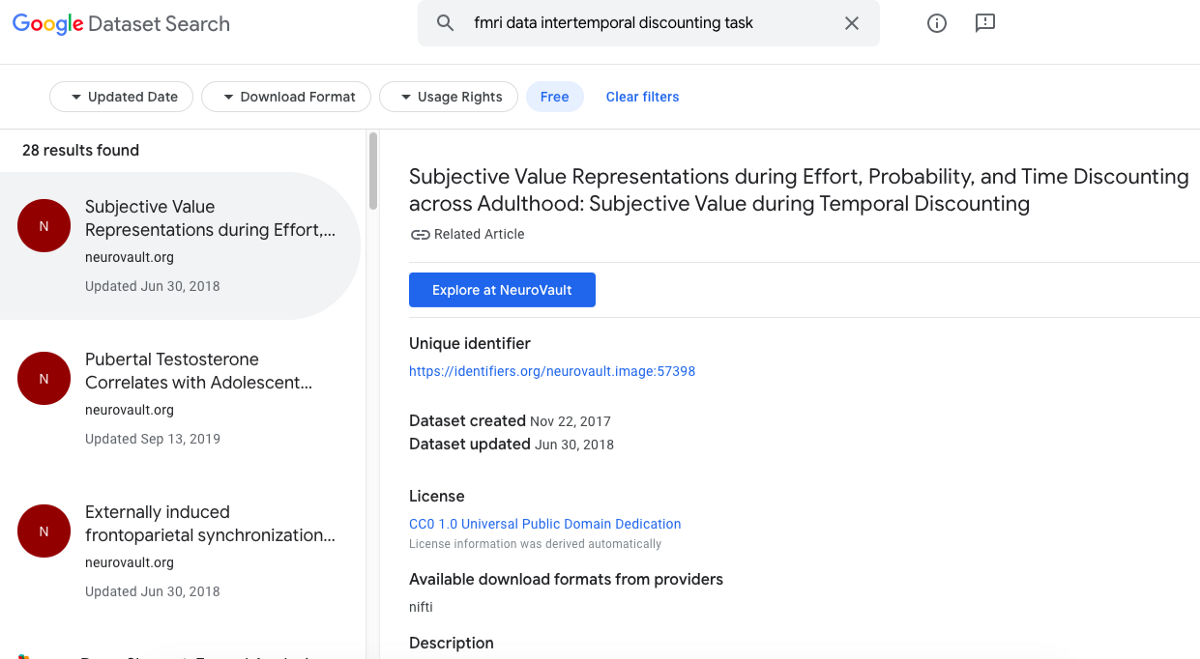 Google Dataset Search
fmri data intertemporal discounting task
Updated Date
Download Format
Usage Rights
Free
Clear filters
28 results found
N
Subjective Value
Representations during Effort,...
neurovault.org
Updated Jun 30, 2018
N
Pubertal Testosterone
Correlates with Adolescent...
neurovault.org
Updated Sep 13, 2019
N
Externally induced
frontoparietal synchronization...
neurovault.org
Updated Jun 30, 2018
Subjective Value Representations during Effort, Probability, and Time Discounting
across Adulthood: Subjective Value during Temporal Discounting
Related Article
Explore at NeuroVault
Unique identifier
https://identifiers.org/neurovault.image:57398
Dataset created Nov 22, 2017
Dataset updated Jun 30, 2018
License
CC0 1.0 Universal Public Domain Dedication
License information was derived automatically
Available download formats from providers
nifti
Description